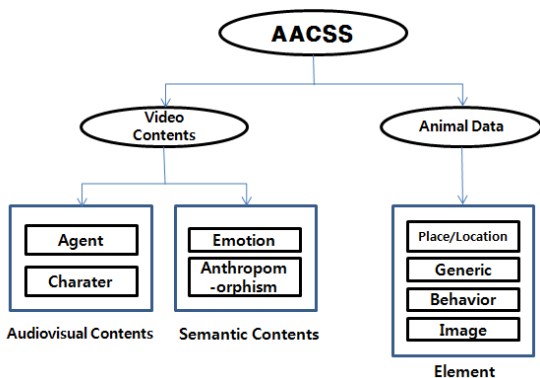 AACSS
Video
Contents
Animal Data
Agent
Charater
Emotion
Anthropom
-orphism
Place/Location
Generic
Behavior
Image
Audiovisual Contents
Semantic Contents
Element